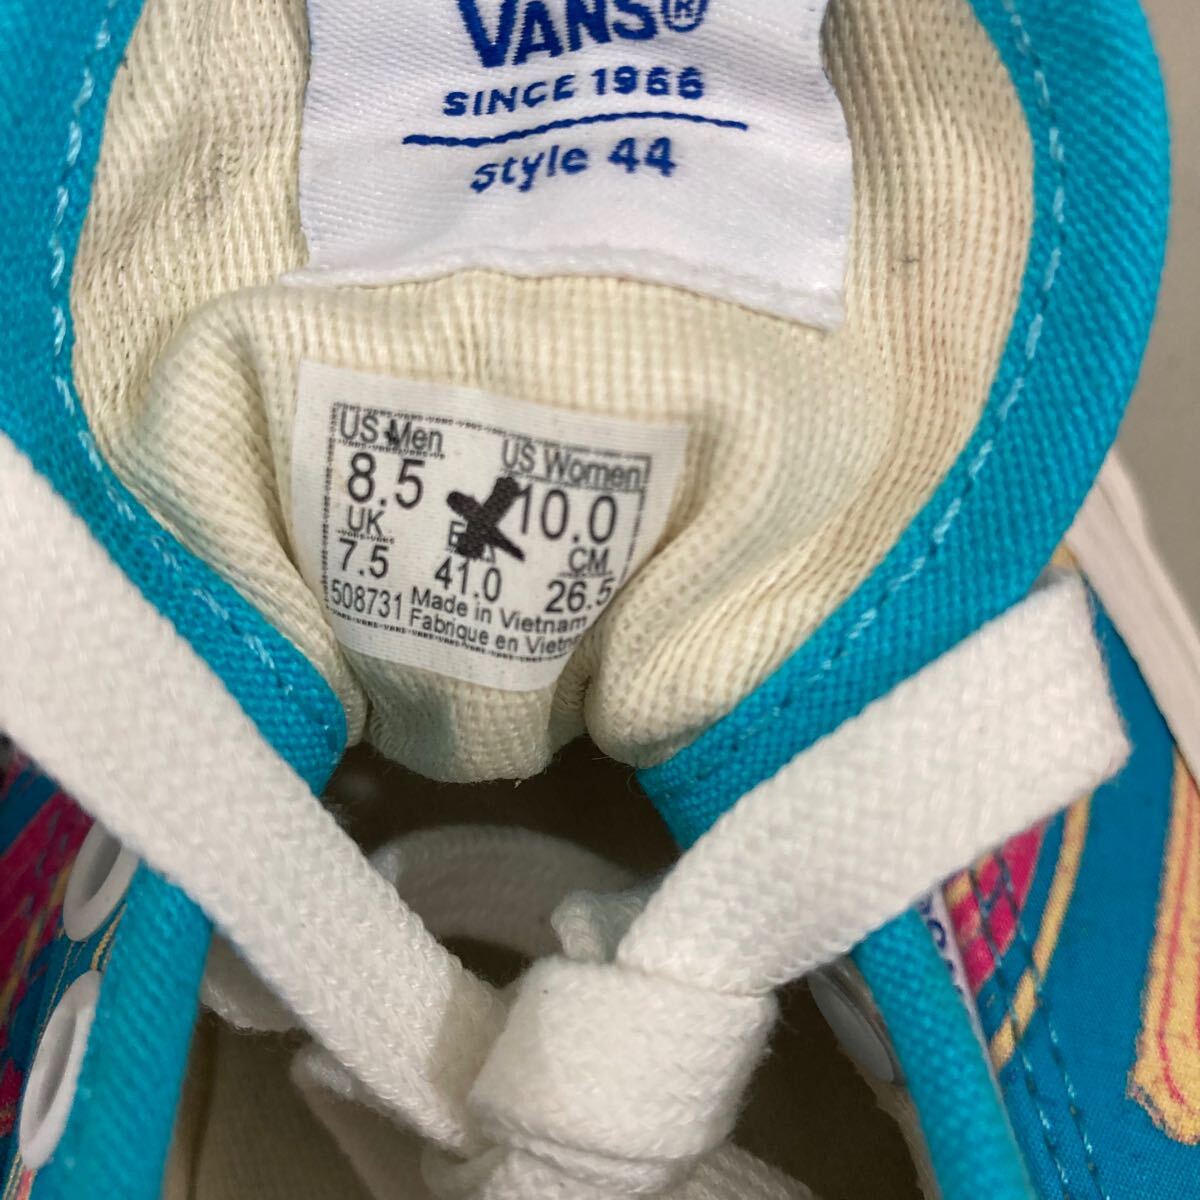 VANS®
SINCE 1966
Style 44
US Men US Women
8.5 10.0
UK CM
7.5 41.0 26.5
508731 Made in Vietnam
Fabrique en